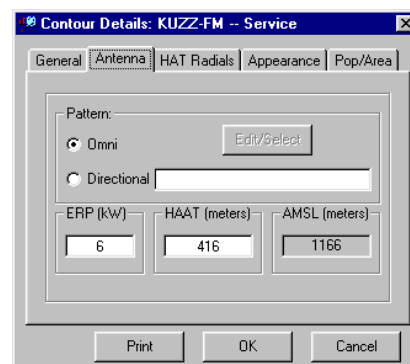 Contour Details: KUZZ-FM -- Service
General Antenna HAT Radials Appearance Pop/Area
Pattern:
Omni Edit/Select
Directional
ERP (kW) HAAT (meters) AMSL (meters)
6 416 1166
Print OK Cancel